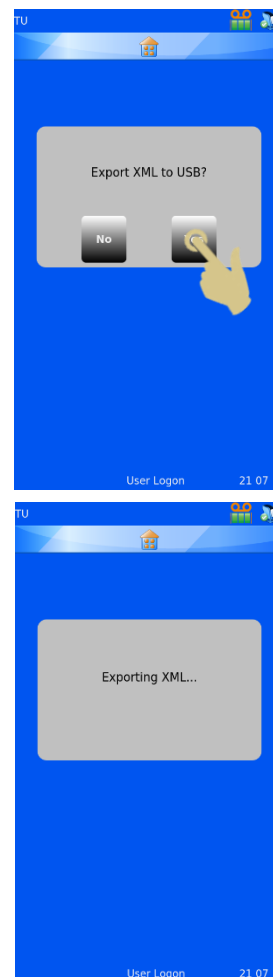 TU
Export XML to USB?
No
User Logon 21 07
TU
Exporting XML...
User Logon 21 07